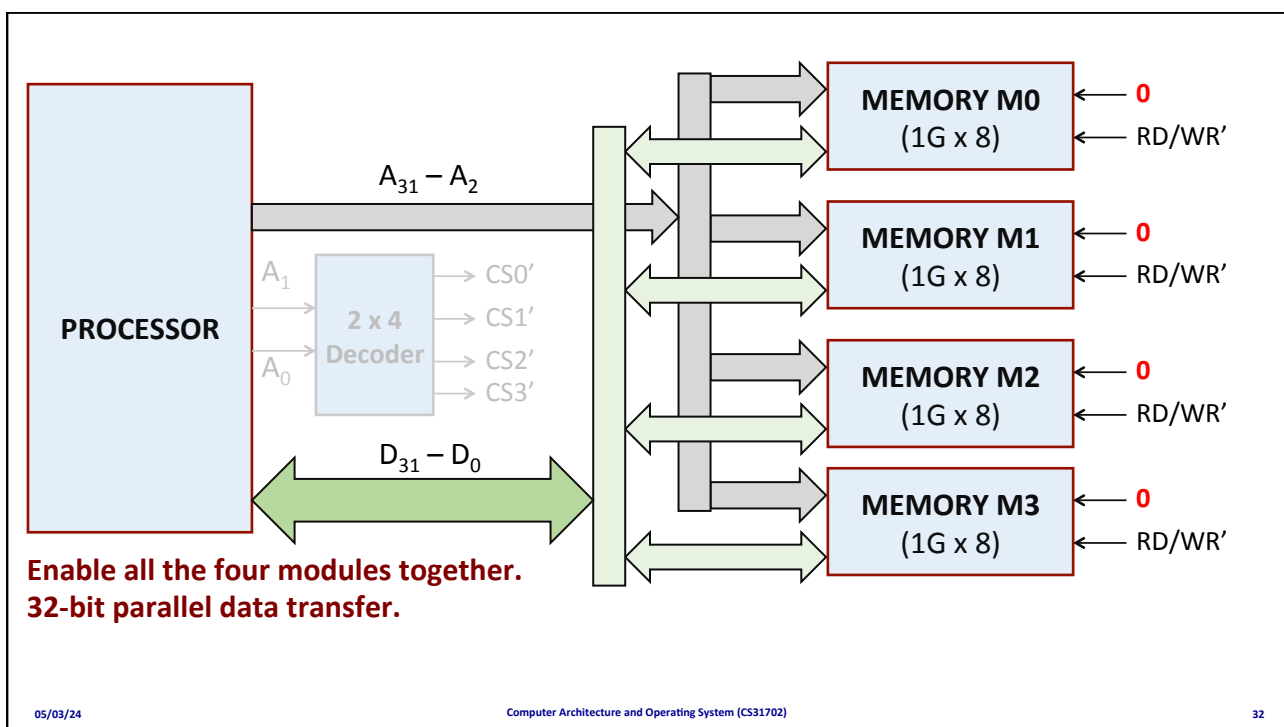 PROCESSOR
A₃₁ – A₂
A₁
A₀
2 x 4
Decoder
CS0’
CS1’
CS2’
CS3’
D₃₁ – D₀
MEMORY M0
(1G x 8)
0
RD/WR’
MEMORY M1
(1G x 8)
0
RD/WR’
MEMORY M2
(1G x 8)
0
RD/WR’
MEMORY M3
(1G x 8)
0
RD/WR’
Enable all the four modules together.
32-bit parallel data transfer.
05/03/24
Computer Architecture and Operating System (CS31702)
32